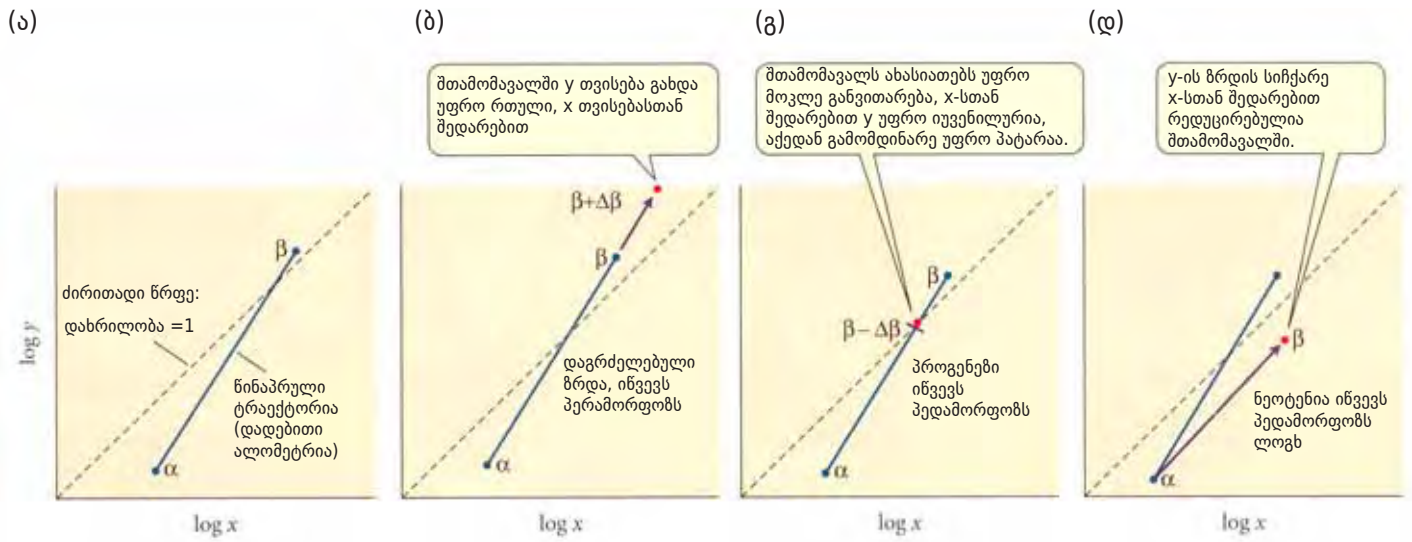 (ა)
(ბ)
(გ)
(დ)
შთამომავალში y თვისება გახდა
უფრო რთული, x თვისებასთან
შედარებით
შთამომავალს ახასიათებს უფრო
მოკლე განვითარება, x-სთან
შედარებით y უფრო იუვენილურია,
აქედან გამომდინარე უფრო პატარაა.
y-ის ზრდის სიჩქარე
x-სთან შედარებით
რედუცირებულია
შთამომავალში.
log y
ძირითადი წრფე:
დახრილობა =1
β
წინაპრული
ტრაექტორია
(დადებითი
ალომეტრია)
α
log x
β+Δβ
β
დაგრძელებული
ზრდა, იწვევს
პერამორფოზს
α
log x
β
β−Δβ
პროგენეზი
იწვევს
პედამორფოზს
α
log x
β
ნეოტენია იწვევს
პედამორფოზს
ლოგხ
α
log x